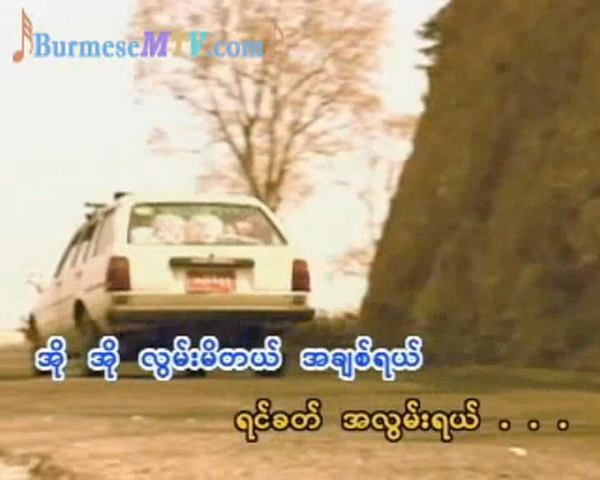 BurmeseMTV.com
အို အို လွမ်းမိတယ် အချစ်ရယ်
ရင်ခတ် အလွမ်းရယ် . . .